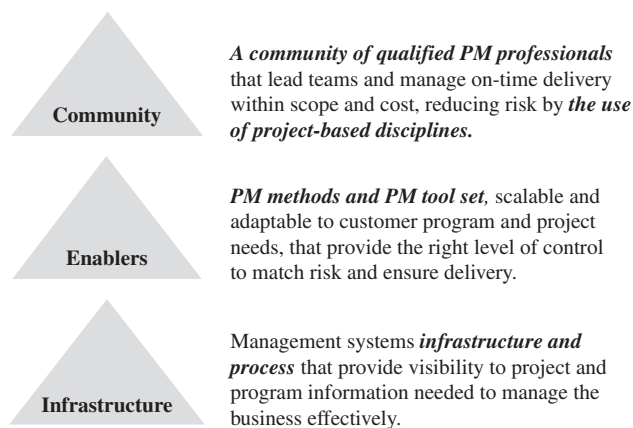 Community
A community of qualified PM professionals
that lead teams and manage on-time delivery
within scope and cost, reducing risk by the use
of project-based disciplines.
Enablers
PM methods and PM tool set, scalable and
adaptable to customer program and project
needs, that provide the right level of control
to match risk and ensure delivery.
Infrastructure
Management systems infrastructure and
process that provide visibility to project and
program information needed to manage the
business effectively.